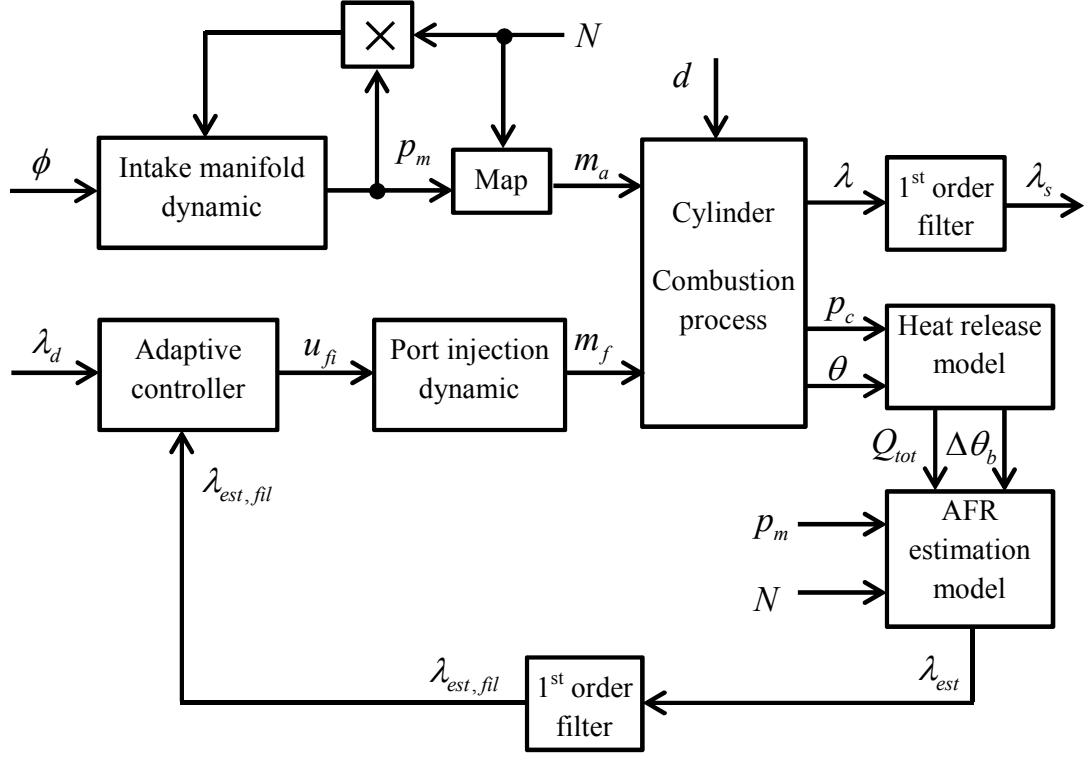 × N
d
ϕ Intake manifold
dynamic
p_m
Map
m_a
Cylinder
Combustion
process
λ
1st order
filter
λ_s
λ_d
Adaptive
controller
u_fi
Port injection
dynamic
m_f
p_c
θ
Heat release
model
Q_tot Δθ_b
λ_est,fil
p_m
N
AFR
estimation
model
λ_est,fil
1st order
filter
λ_est